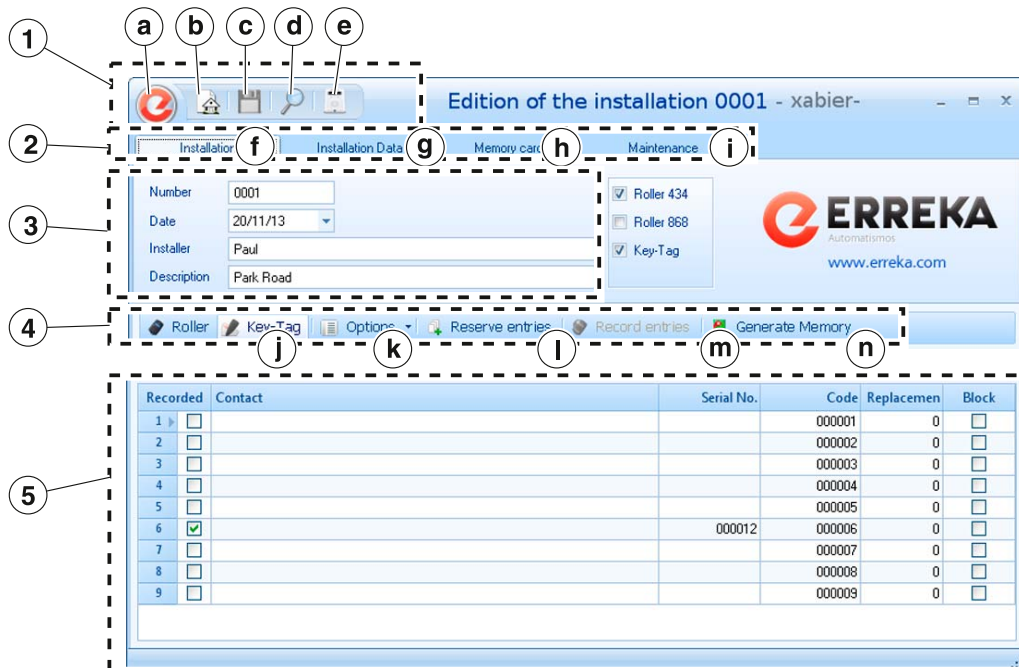 a b c d e
1
Edition of the installation 0001 - xabier-
2
Installation f Installation Data g Memory card h Maintenance i
3
Number 0001
Date 20/11/13
Installer Paul
Description Park Road
Roller 434
Roller 868
Key-Tag
ERREKA
Automatismos
www.erreka.com
4
Roller Key-Tag Options Reserve entries Record entries Generate Memory
j k l m n
5
Recorded Contact Serial No. Code Replacemen Block
1 000001 0
2 000002 0
3 000003 0
4 000004 0
5 000005 0
6 000012 000006 0
7 000007 0
8 000008 0
9 000009 0